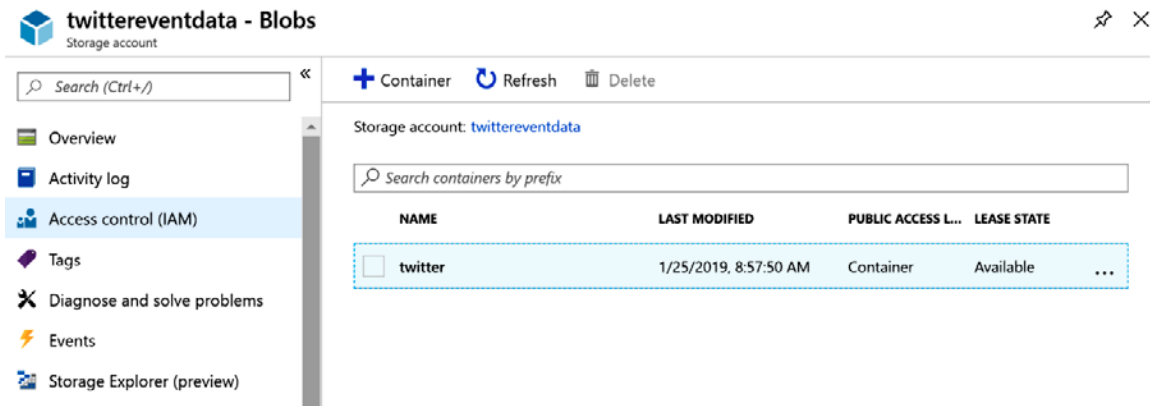 twittereventdata - Blobs
Storage account
Search (Ctrl+/)
Overview
Activity log
Access control (IAM)
Tags
Diagnose and solve problems
Events
Storage Explorer (preview)
Container Refresh Delete
Storage account: twittereventdata
Search containers by prefix
NAME LAST MODIFIED PUBLIC ACCESS L... LEASE STATE
twitter 1/25/2019, 8:57:50 AM Container Available ...